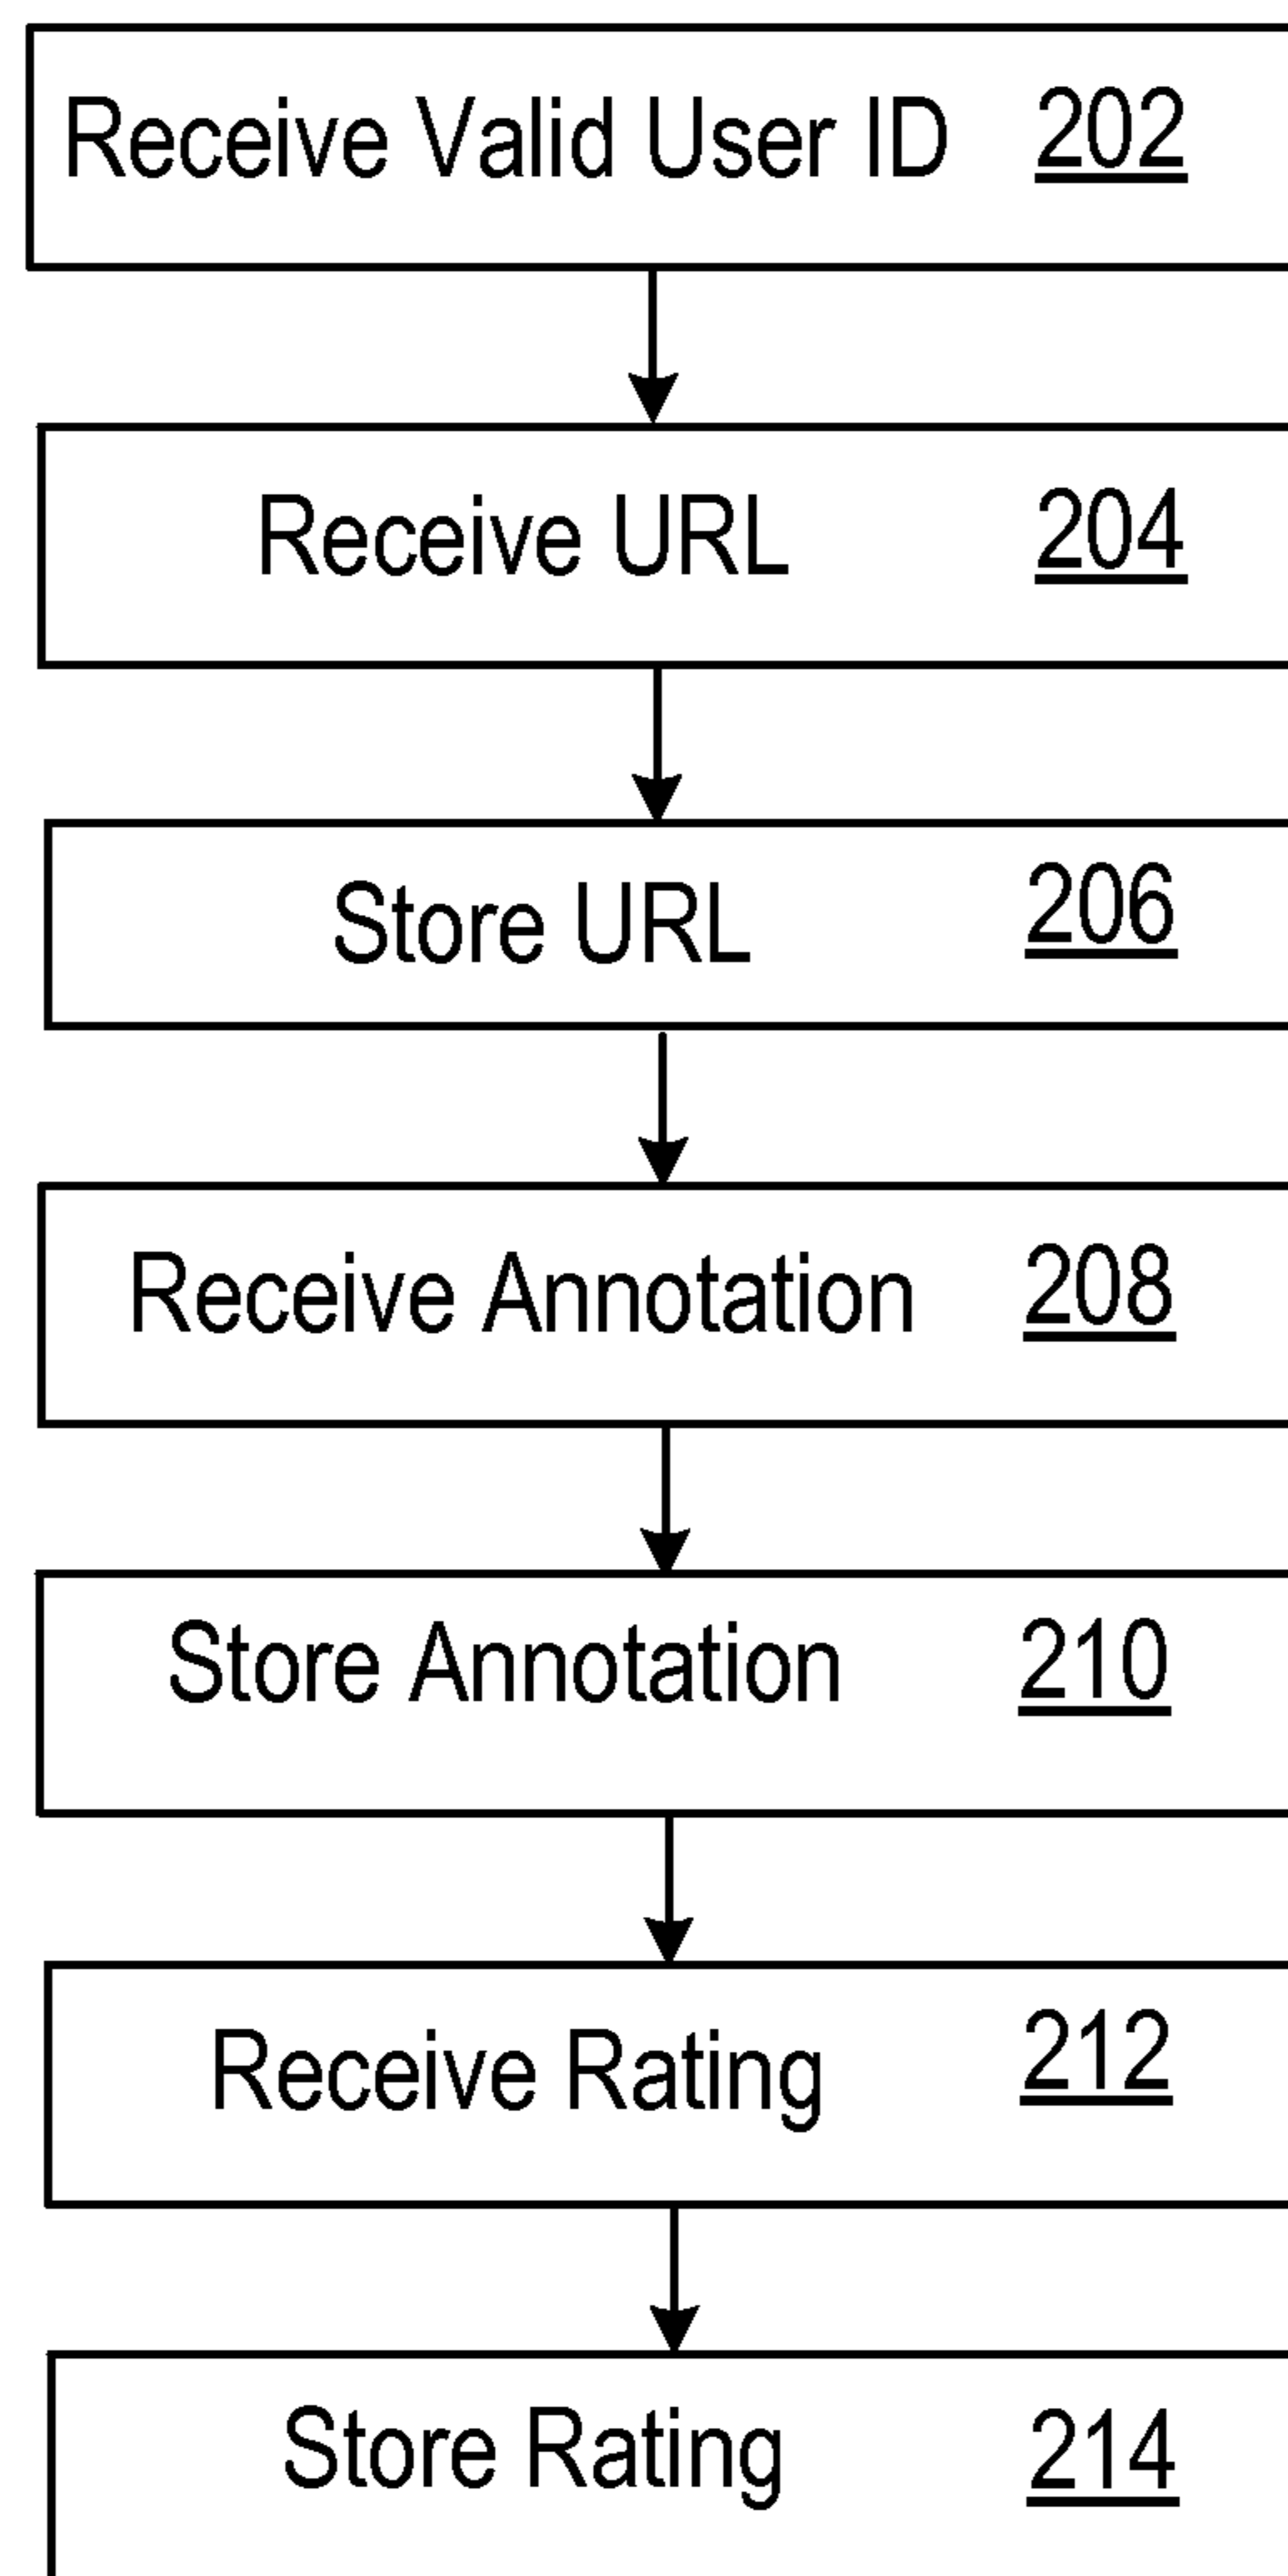 Receive Valid User ID 202
Receive URL 204
Store URL 206
Receive Annotation 208
Store Annotation 210
Receive Rating 212
Store Rating 214